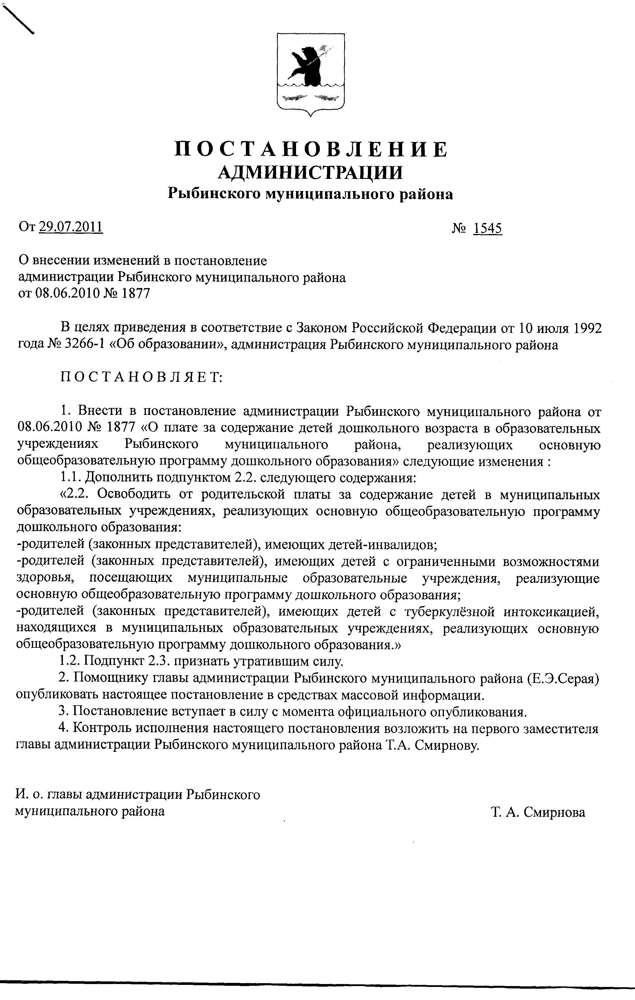 П О С Т А Н О В Л Е Н И Е
АДМИНИСТРАЦИИ
Рыбинского муниципального района
От 29.07.2011 № 1545
О внесении изменений в постановление
администрации Рыбинского муниципального района
от 08.06.2010 № 1877
В целях приведения в соответствие с Законом Российской Федерации от 10 июля 1992
года № 3266-1 «Об образовании», администрация Рыбинского муниципального района
П О С Т А Н О В Л Я Е Т:
1. Внести в постановление администрации Рыбинского муниципального района от
08.06.2010 № 1877 «О плате за содержание детей дошкольного возраста в образовательных
учреждениях Рыбинского муниципального района, реализующих основную
общеобразовательную программу дошкольного образования» следующие изменения :
1.1. Дополнить подпунктом 2.2. следующего содержания:
«2.2. Освободить от родительской платы за содержание детей в муниципальных
образовательных учреждениях, реализующих основную общеобразовательную программу
дошкольного образования:
-родителей (законных представителей), имеющих детей-инвалидов;
-родителей (законных представителей), имеющих детей с ограниченными возможностями
здоровья, посещающих муниципальные образовательные учреждения, реализующие
основную общеобразовательную программу дошкольного образования;
-родителей (законных представителей), имеющих детей с туберкулёзной интоксикацией,
находящихся в муниципальных образовательных учреждениях, реализующих основную
общеобразовательную программу дошкольного образования.»
1.2. Подпункт 2.3. признать утратившим силу.
2. Помощнику главы администрации Рыбинского муниципального района (Е.Э.Серая)
опубликовать настоящее постановление в средствах массовой информации.
3. Постановление вступает в силу с момента официального опубликования.
4. Контроль исполнения настоящего постановления возложить на первого заместителя
главы администрации Рыбинского муниципального района Т.А. Смирнову.
И. о. главы администрации Рыбинского
муниципального района Т. А. Смирнова